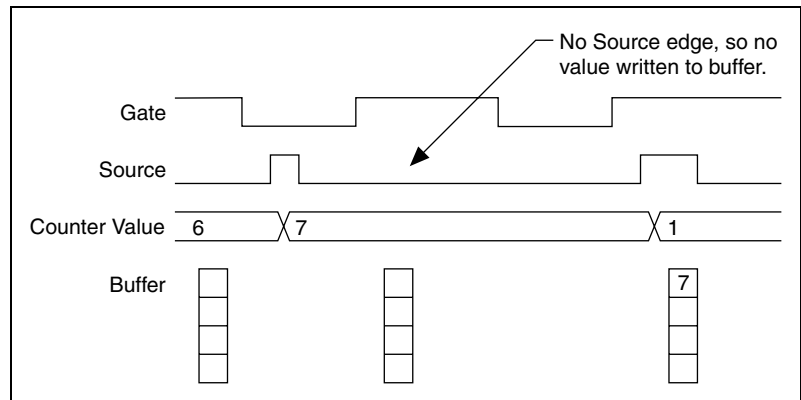 No Source edge, so no
value written to buffer.
Gate
Source
Counter Value 6 7 1
Buffer 7